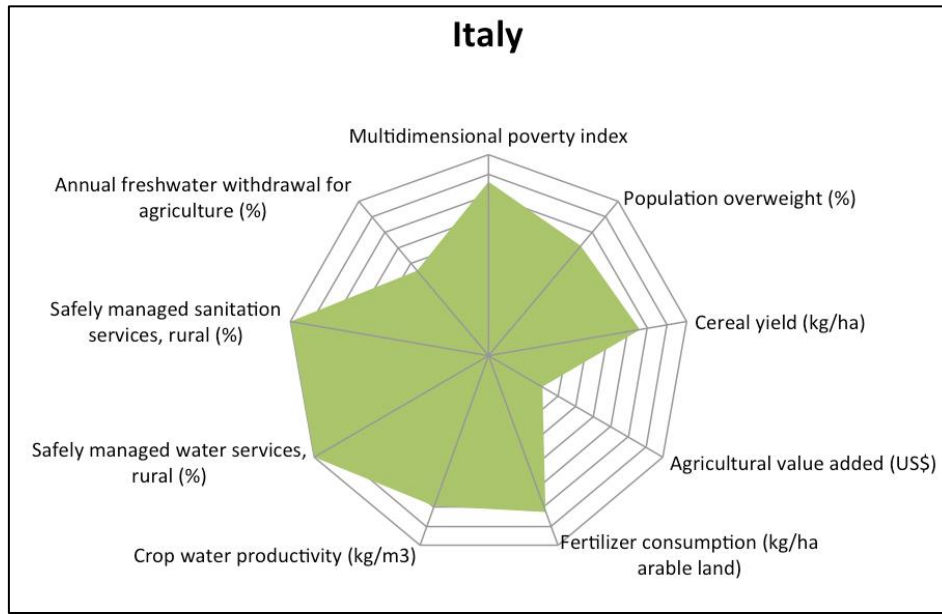 Italy
Multidimensional poverty index
Population overweight (%)
Cereal yield (kg/ha)
Agricultural value added (US$)
Fertilizer consumption (kg/ha
arable land)
Crop water productivity (kg/m3)
Safely managed water services,
rural (%)
Safely managed sanitation
services, rural (%)
Annual freshwater withdrawal for
agriculture (%)